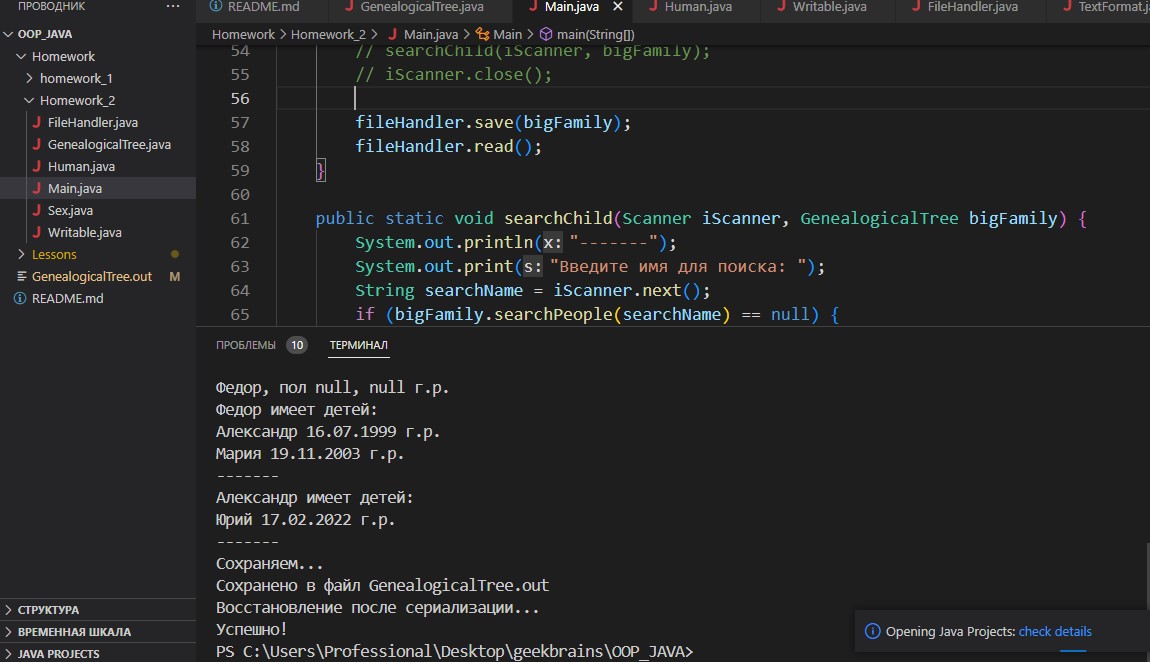 ПРОВОДНИК ...
OOP_JAVA
Homework
homework_1
Homework_2
FileHandler.java
GenealogicalTree.java
Human.java
Main.java
Sex.java
Writable.java
Lessons
GenealogicalTree.out M
README.md
СТРУКТУРА
ВРЕМЕННАЯ ШКАЛА
JAVA PROJECTS
README.md GenealogicalTree.java Main.java Human.java Writable.java FileHandler.java TextFormat.j
Homework > Homework_2 > Main.java > Main > main(String[])
54 // searchChild(iScanner, bigFamily);
55 // iScanner.close();
56
57 fileHandler.save(bigFamily);
58 fileHandler.read();
59 }
60
61 public static void searchChild(Scanner iScanner, GenealogicalTree bigFamily) {
62 System.out.println(x: "-------");
63 System.out.print(s: "Введите имя для поиска: ");
64 String searchName = iScanner.next();
65 if (bigFamily.searchPeople(searchName) == null) {
ПРОБЛЕМЫ 10 ТЕРМИНАЛ
Федор, пол null, null г.р.
Федор имеет детей:
Александр 16.07.1999 г.р.
Мария 19.11.2003 г.р.
-------
Александр имеет детей:
Юрий 17.02.2022 г.р.
-------
Сохраняем...
Сохранено в файл GenealogicalTree.out
Восстановление после сериализации...
Успешно!
PS C:\Users\Professional\Desktop\geekbrains\OOP_JAVA>
Opening Java Projects: check details